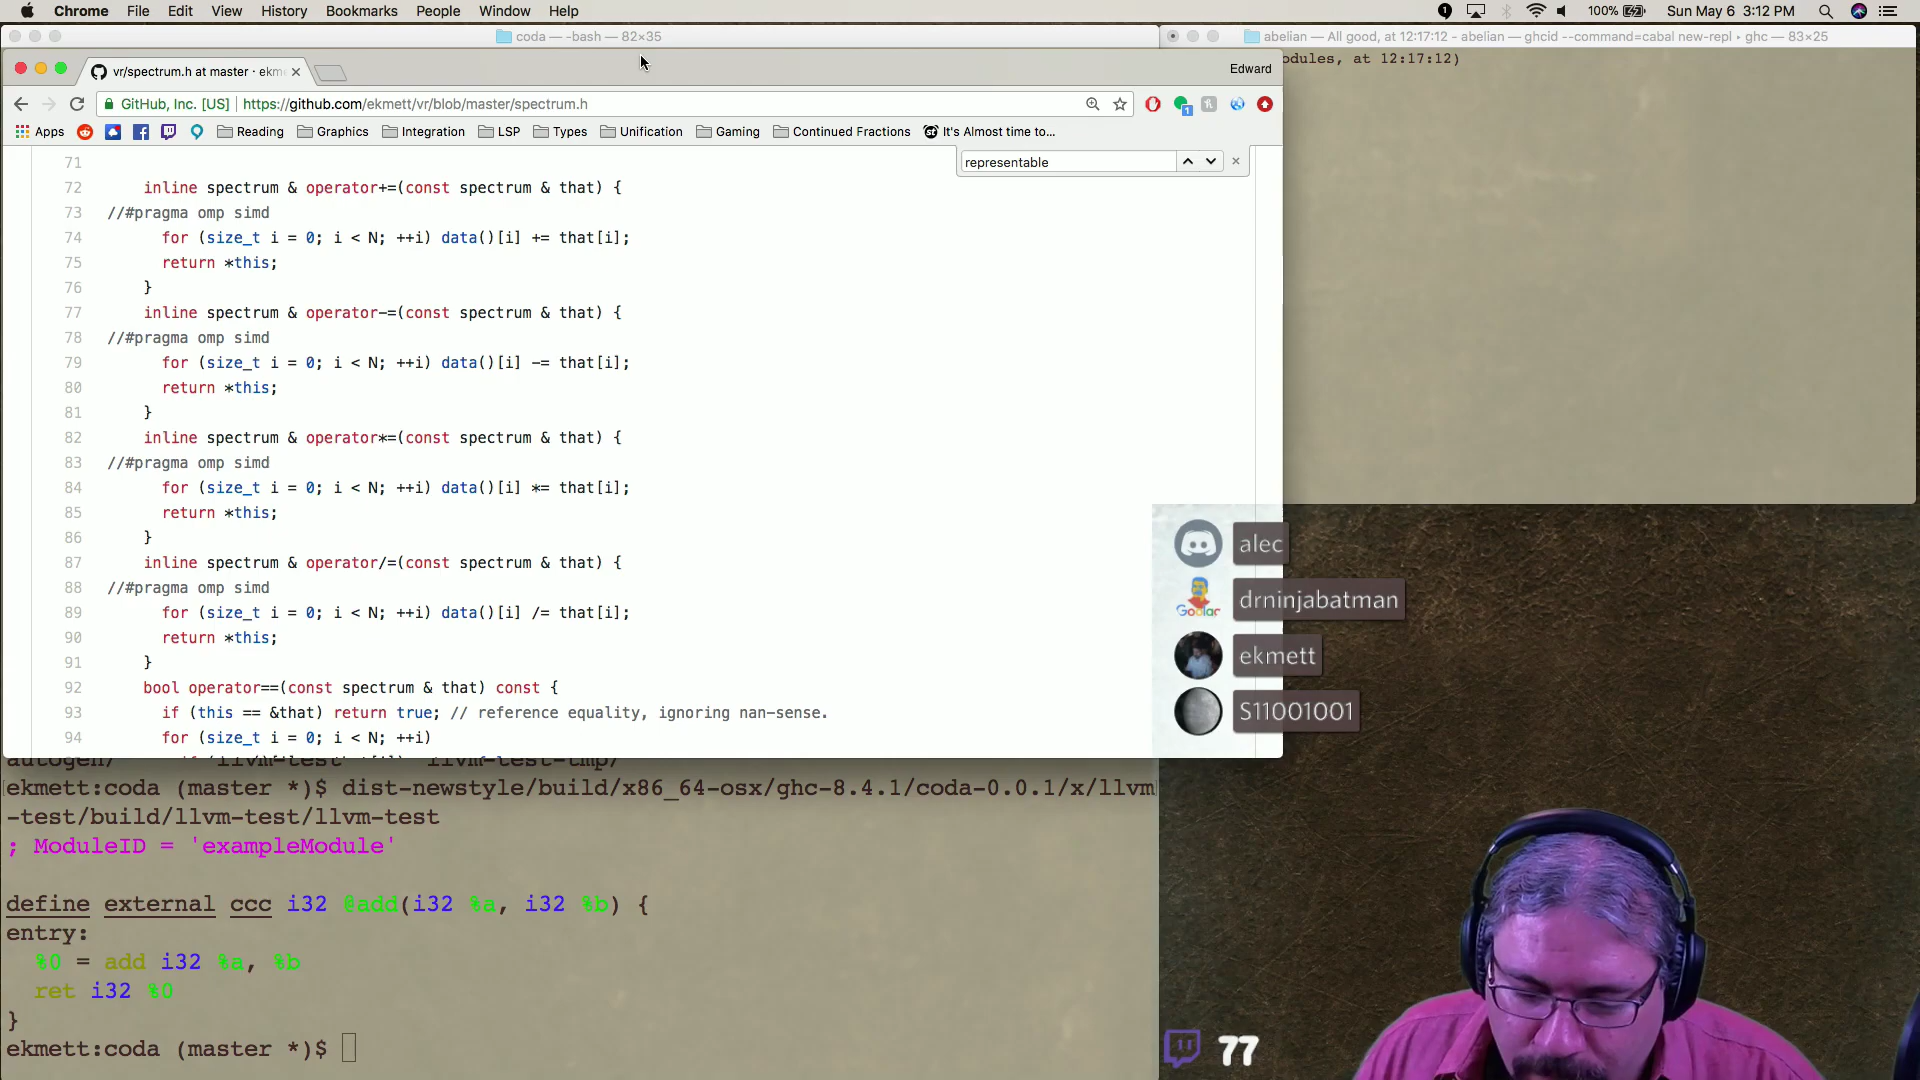 Chrome File Edit View History Bookmarks People Window Help
100% Sun May 6 3:12 PM
coda — -bash — 82×35
abelian — All good, at 12:17:12 - abelian — ghcid --command=cabal new-repl ‣ ghc — 83×25
odules, at 12:17:12)
vr/spectrum.h at master · ekm
Edward
GitHub, Inc. [US] https://github.com/ekmett/vr/blob/master/spectrum.h
Apps Reading Graphics Integration LSP Types Unification Gaming Continued Fractions It's Almost time to...
representable
71
72 inline spectrum & operator+=(const spectrum & that) {
73 //#pragma omp simd
74 for (size_t i = 0; i < N; ++i) data()[i] += that[i];
75 return *this;
76 }
77 inline spectrum & operator-=(const spectrum & that) {
78 //#pragma omp simd
79 for (size_t i = 0; i < N; ++i) data()[i] -= that[i];
80 return *this;
81 }
82 inline spectrum & operator*=(const spectrum & that) {
83 //#pragma omp simd
84 for (size_t i = 0; i < N; ++i) data()[i] *= that[i];
85 return *this;
86 }
87 inline spectrum & operator/=(const spectrum & that) {
88 //#pragma omp simd
89 for (size_t i = 0; i < N; ++i) data()[i] /= that[i];
90 return *this;
91 }
92 bool operator==(const spectrum & that) const {
93 if (this == &that) return true; // reference equality, ignoring nan-sense.
94 for (size_t i = 0; i < N; ++i)
alec
Goolar
drninjabatman
ekmett
S11001001
autogen/ llvm-test llvm-test-tmp/
ekmett:coda (master *)$ dist-newstyle/build/x86_64-osx/ghc-8.4.1/coda-0.0.1/x/llvm
-test/build/llvm-test/llvm-test
; ModuleID = 'exampleModule'
define external ccc i32 @add(i32 %a, i32 %b) {
entry:
%0 = add i32 %a, %b
ret i32 %0
}
ekmett:coda (master *)$
77